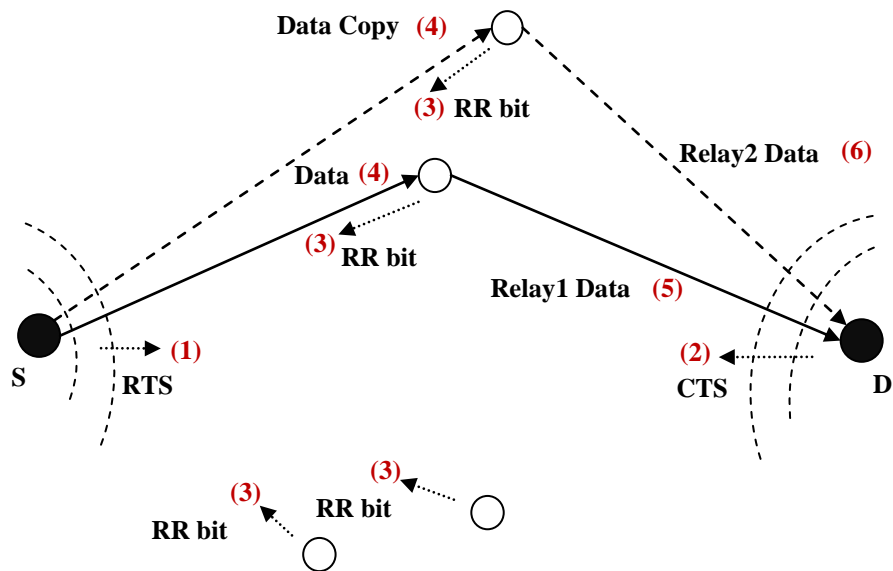 Data Copy (4)
(3) RR bit
Relay2 Data (6)
Data (4)
(3)
RR bit
Relay1 Data (5)
(1)
(2)
S
RTS
CTS
D
(3)
(3)
RR bit
RR bit